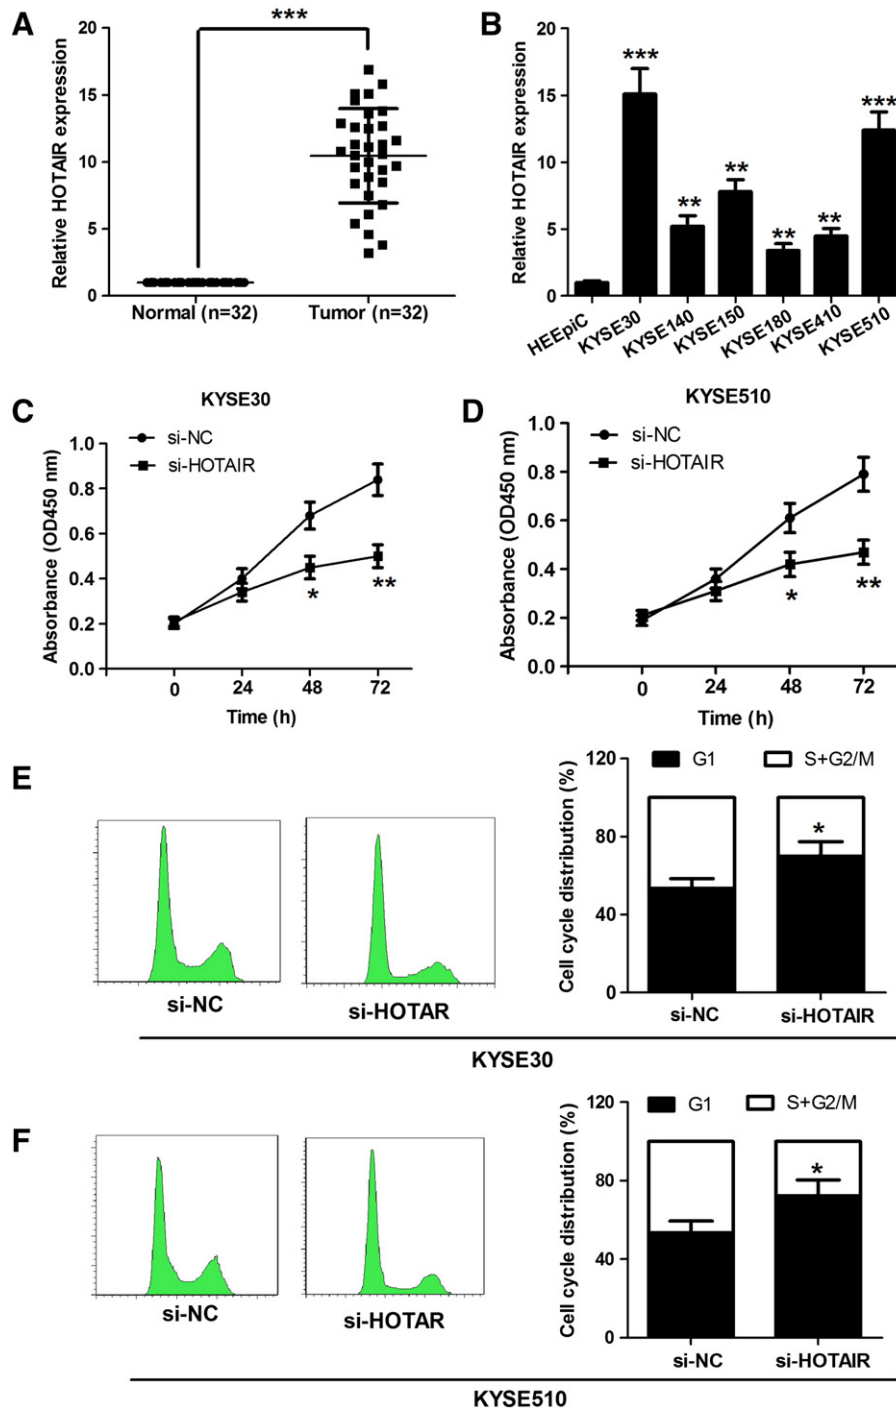 A
***
20
15
10
5
0
Relative HOTAIR expression
Normal (n=32)
Tumor (n=32)
B
20
15
10
5
0
Relative HOTAIR expression
***
**
**
**
**
***
HEEpiC
KYSE30
KYSE140
KYSE150
KYSE180
KYSE410
KYSE510
C
KYSE30
si-NC
si-HOTAIR
1.0
0.8
0.6
0.4
0.2
0.0
Absorbance (OD450 nm)
*
**
0
24
48
72
Time (h)
D
KYSE510
si-NC
si-HOTAIR
1.0
0.8
0.6
0.4
0.2
0.0
Absorbance (OD450 nm)
*
**
0
24
48
72
Time (h)
E
si-NC
si-HOTAR
G1
S+G2/M
120
80
40
0
Cell cycle distribution (%)
*
si-NC
si-HOTAIR
KYSE30
F
si-NC
si-HOTAR
G1
S+G2/M
120
80
40
0
Cell cycle distribution (%)
*
si-NC
si-HOTAIR
KYSE510